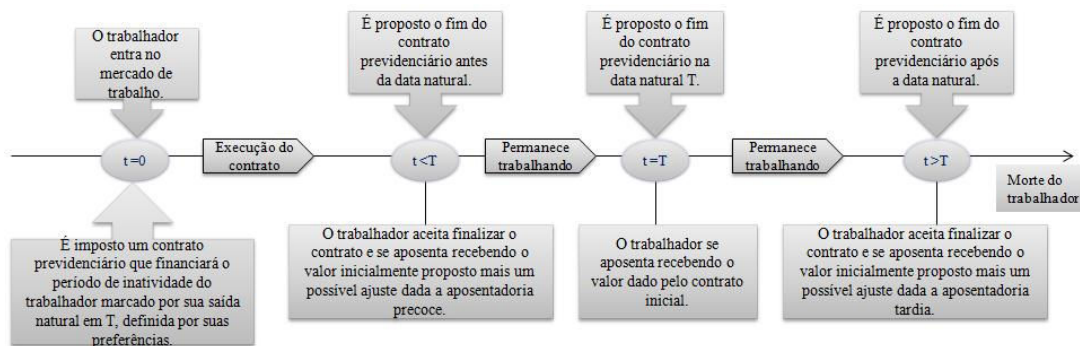 O trabalhador
entra no
mercado de
trabalho.
É proposto o fim do
contrato
previdenciário antes
da data natural.
É proposto o fim
do contrato
previdenciário na
data natural T.
É proposto o fim do
contrato
previdenciário após
a data natural.
t =0
Execução do
contrato
t <T
Permanece
trabalhando
t=T
Permanece
trabalhando
t>T
Morte do
trabalhador
É imposto um contrato
previdenciário que financiará o
período de inatividade do
trabalhador marcado por sua saída
natural em T, definida por suas
preferências.
O trabalhador aceita finalizar o
contrato e se aposenta recebendo o
valor inicialmente proposto mais um
possível ajuste dada a aposentadoria
precoce.
O trabalhador se
aposenta recebendo o
valor dado pelo contrato
inicial.
O trabalhador aceita finalizar o
contrato e se aposenta recebendo o
valor inicialmente proposto mais um
possível ajuste dada a aposentadoria
tardia.